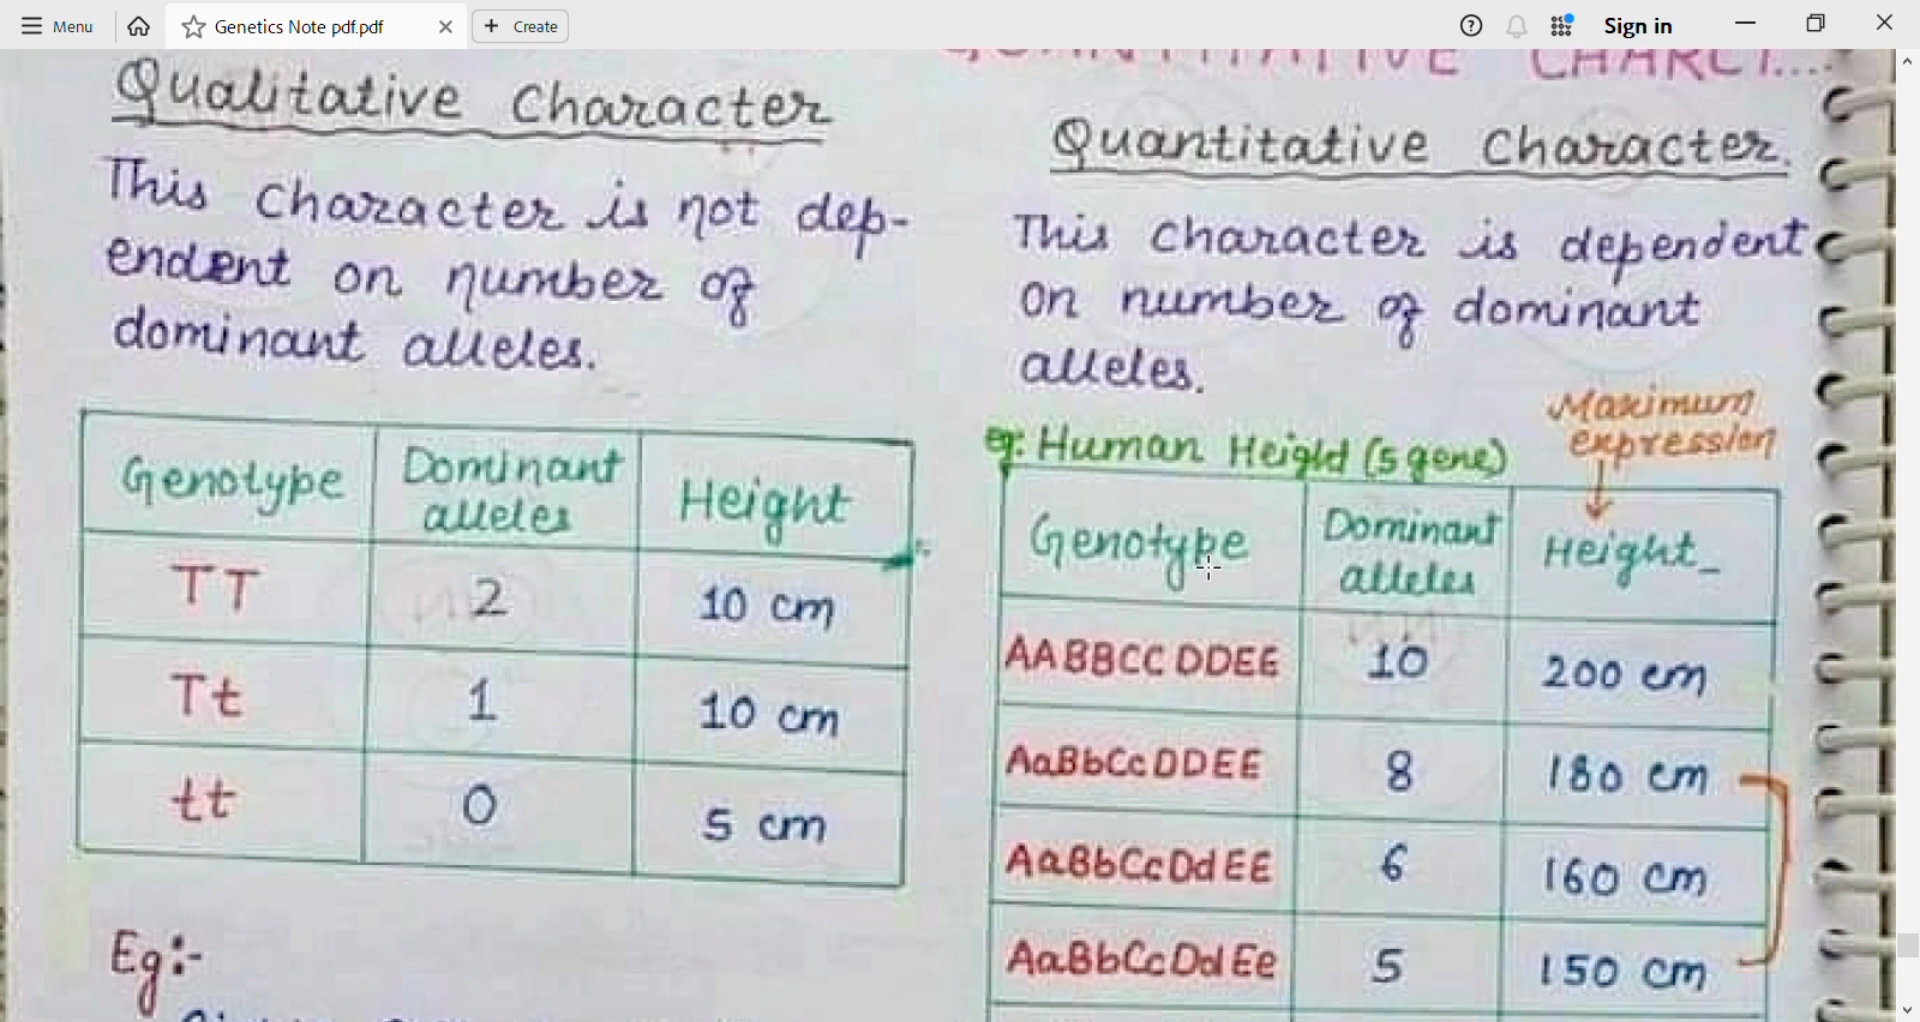 Menu
Genetics Note pdf.pdf
Create
Sign in
Qualitative Character
This Character is not dep-
endent on number of
dominant alleles.
Genotype Dominant alleles Height
TT 2 10 cm
Tt 1 10 cm
tt 0 5 cm
Eg:-
Quantitative Character.
This Character is dependent
on number of dominant
alleles.
Maximum
expression
eg: Human Height (5 gene)
Genotype Dominant alleles Height
AABBCCDDEE 10 200 cm
AaBbCcDDEE 8 180 cm
AaBbCcDdEE 6 160 cm
AaBbCcDdEe 5 150 cm